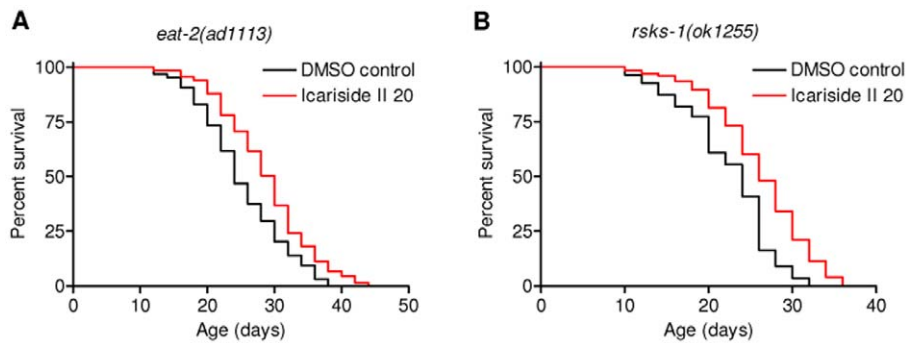 A
eat-2(ad1113)
DMSO control
Icariside II 20
Percent survival
100
75
50
25
0
0 10 20 30 40 50
Age (days)
B
rsks-1(ok1255)
DMSO control
Icariside II 20
Percent survival
100
75
50
25
0
0 10 20 30 40
Age (days)